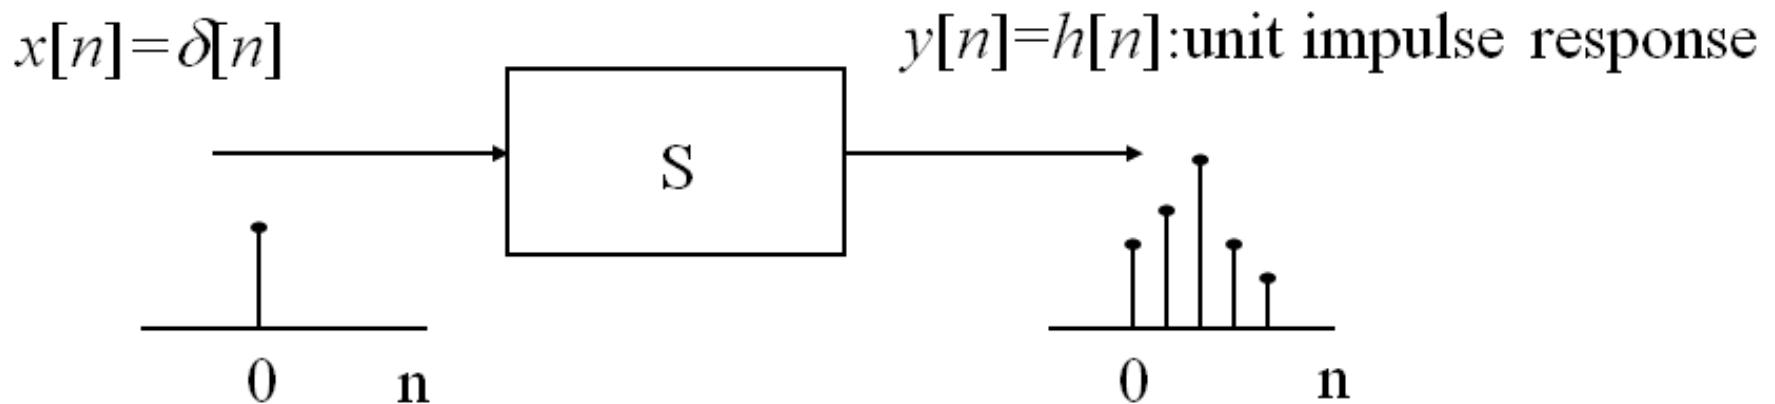 x[n]=δ[n]
y[n]=h[n]:unit impulse response
S
0 n
0 n